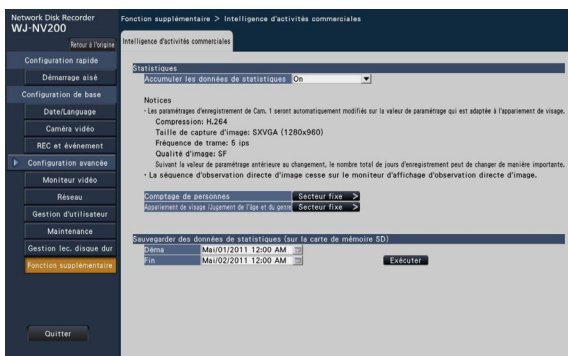 Network Disk Recorder
WJ-NV200
Retour à l'origine
Configuration rapide
Démarrage aisé
Configuration de base
Date/Language
Caméra vidéo
REC et événement
Configuration avancée
Moniteur vidéo
Réseau
Gestion d'utilisateur
Maintenance
Gestion lec. disque dur
Fonction supplémentaire
Quitter
Fonction supplémentaire > Intelligence d'activités commerciales
Intelligence d'activités commerciales
Statistiques
Accumuler les données de statistiques On
Notices
· Les paramétrages d'enregistrement de Cam. 1 seront automatiquement modifiés sur la valeur de paramétrage qui est adaptée à l'appariement de visage.
Compression: H.264
Taille de capture d'image: SXVGA (1280x960)
Fréquence de trame: 5 ips
Qualité d'image: SF
Suivant la valeur de paramétrage antérieure au changement, le nombre total de jours d'enregistrement peut de changer de manière importante.
· La séquence d'observation directe d'image cesse sur le moniteur d'affichage d'observation directe d'image.
Comptage de personnes Secteur fixe >
Appariement de visage /Jugement de l'âge et du genre Secteur fixe >
Sauvegarder des données de statistiques (sur la carte de mémoire SD)
Déma Mai/01/2011 12:00 AM
Fin Mai/02/2011 12:00 AM Exécuter